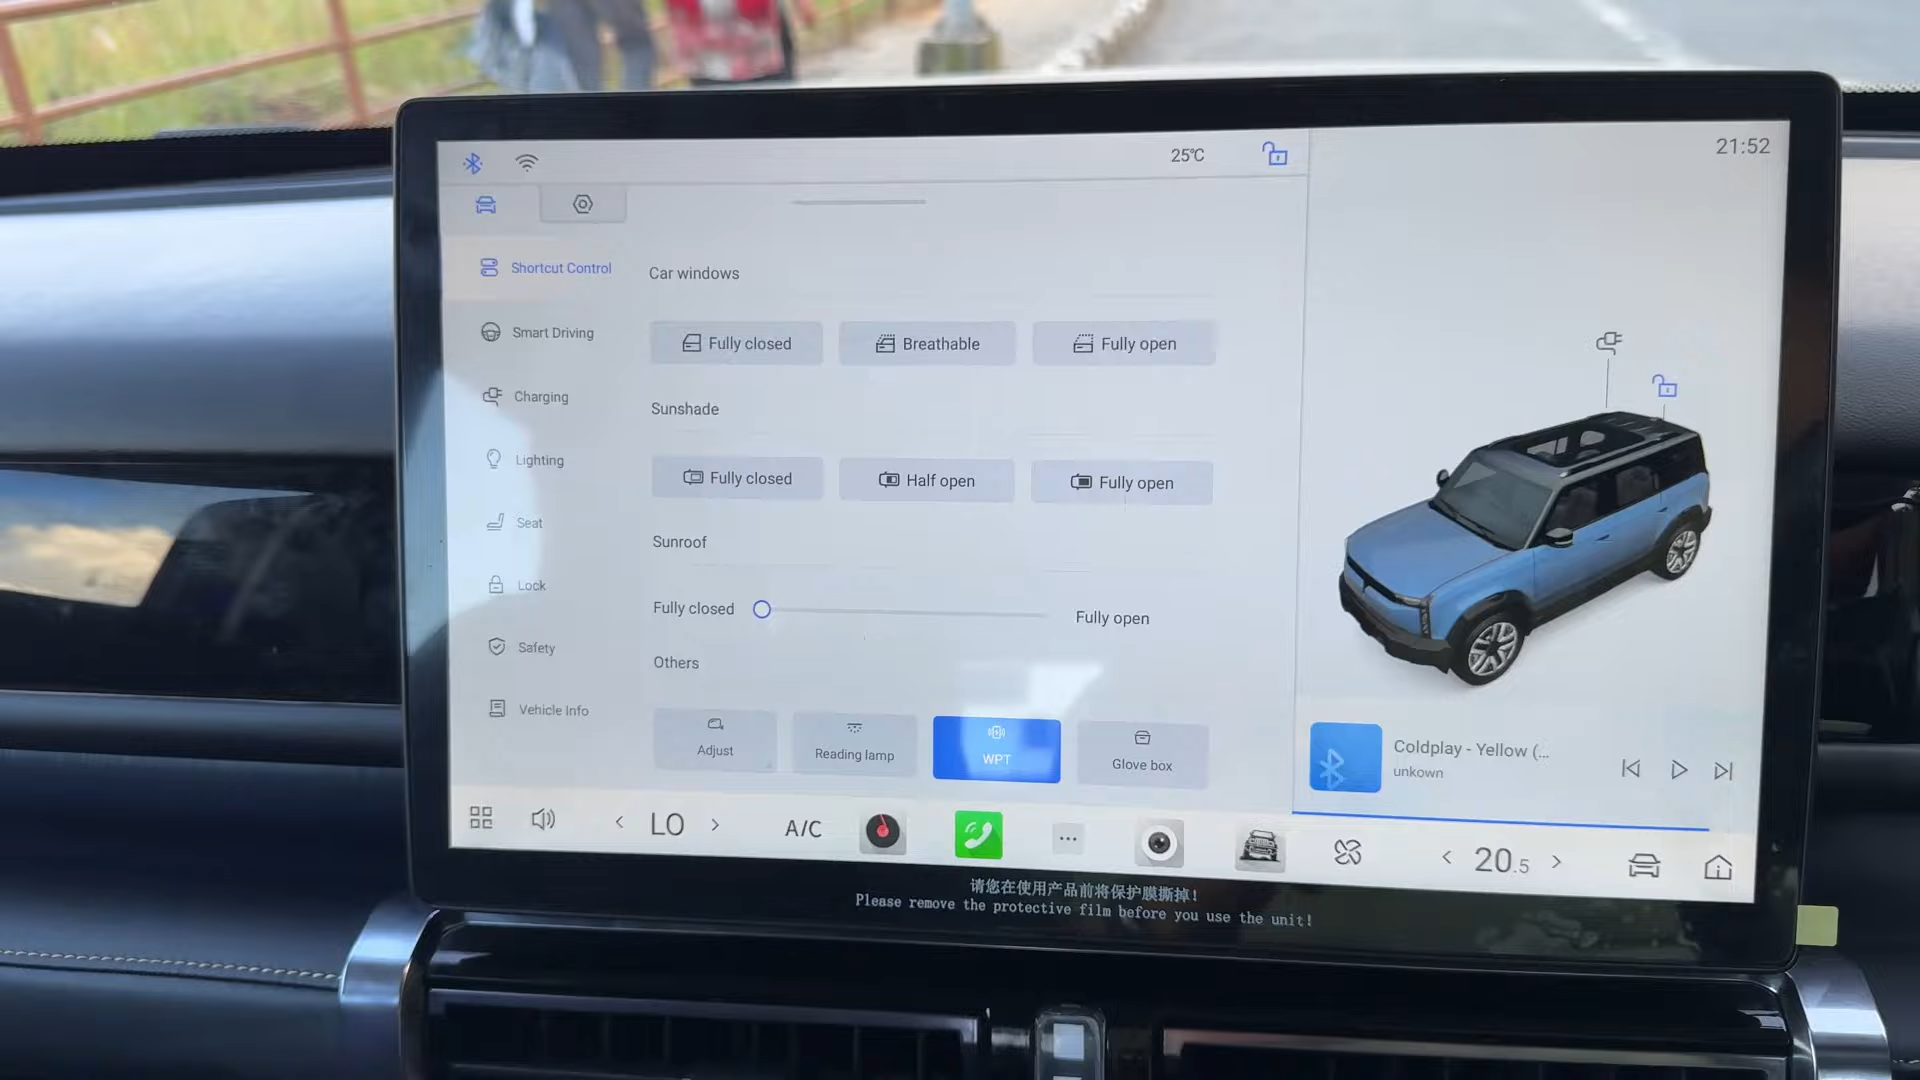 25℃
21:52
Shortcut Control
Smart Driving
Charging
Lighting
Seat
Lock
Safety
Vehicle Info
Car windows
Fully closed
Breathable
Fully open
Sunshade
Fully closed
Half open
Fully open
Sunroof
Fully closed
Fully open
Others
Adjust
Reading lamp
WPT
Glove box
Coldplay - Yellow (...
unkown
< LO >
A/C
< 20.5 >
请您在使用产品前将保护膜撕掉!
Please remove the protective film before you use the unit!